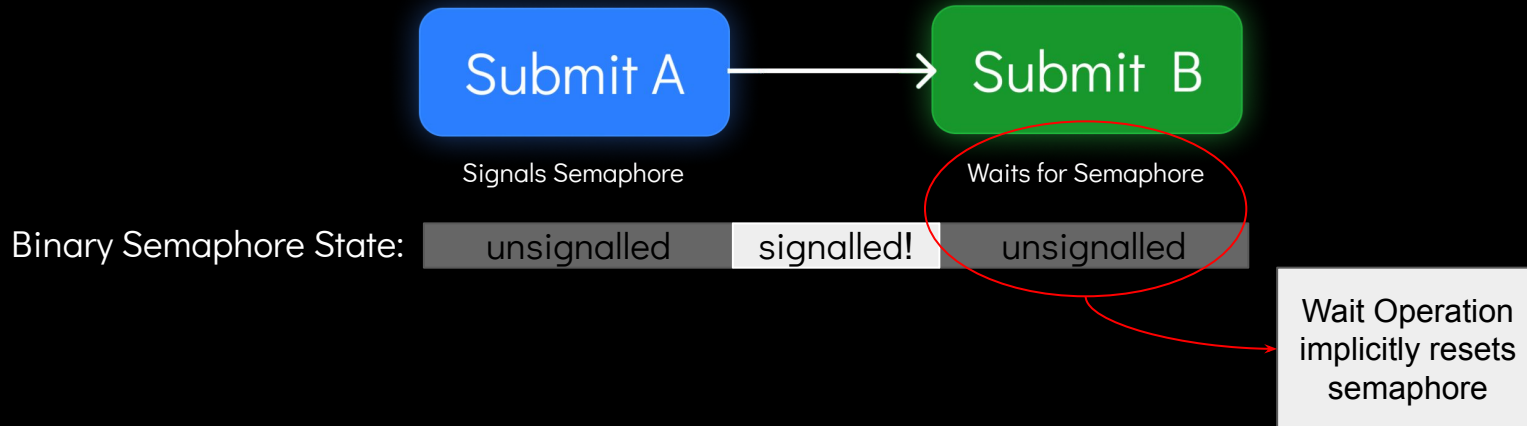 Submit A
Submit B
Signals Semaphore
Waits for Semaphore
Binary Semaphore State:
unsignalled
signalled!
unsignalled
Wait Operation
implicitly resets
semaphore